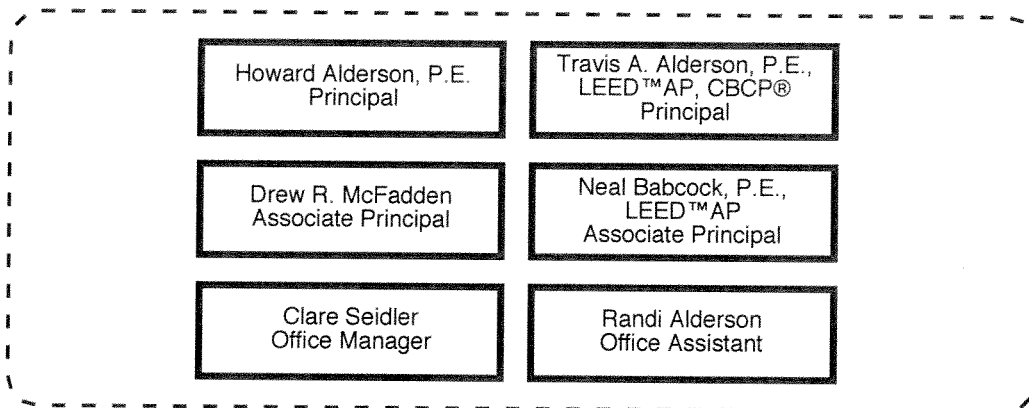 Howard Alderson, P.E.
Principal
Travis A. Alderson, P.E.,
LEED™AP, CBCP®
Principal
Drew R. McFadden
Associate Principal
Neal Babcock, P.E.,
LEED™AP
Associate Principal
Clare Seidler
Office Manager
Randi Alderson
Office Assistant